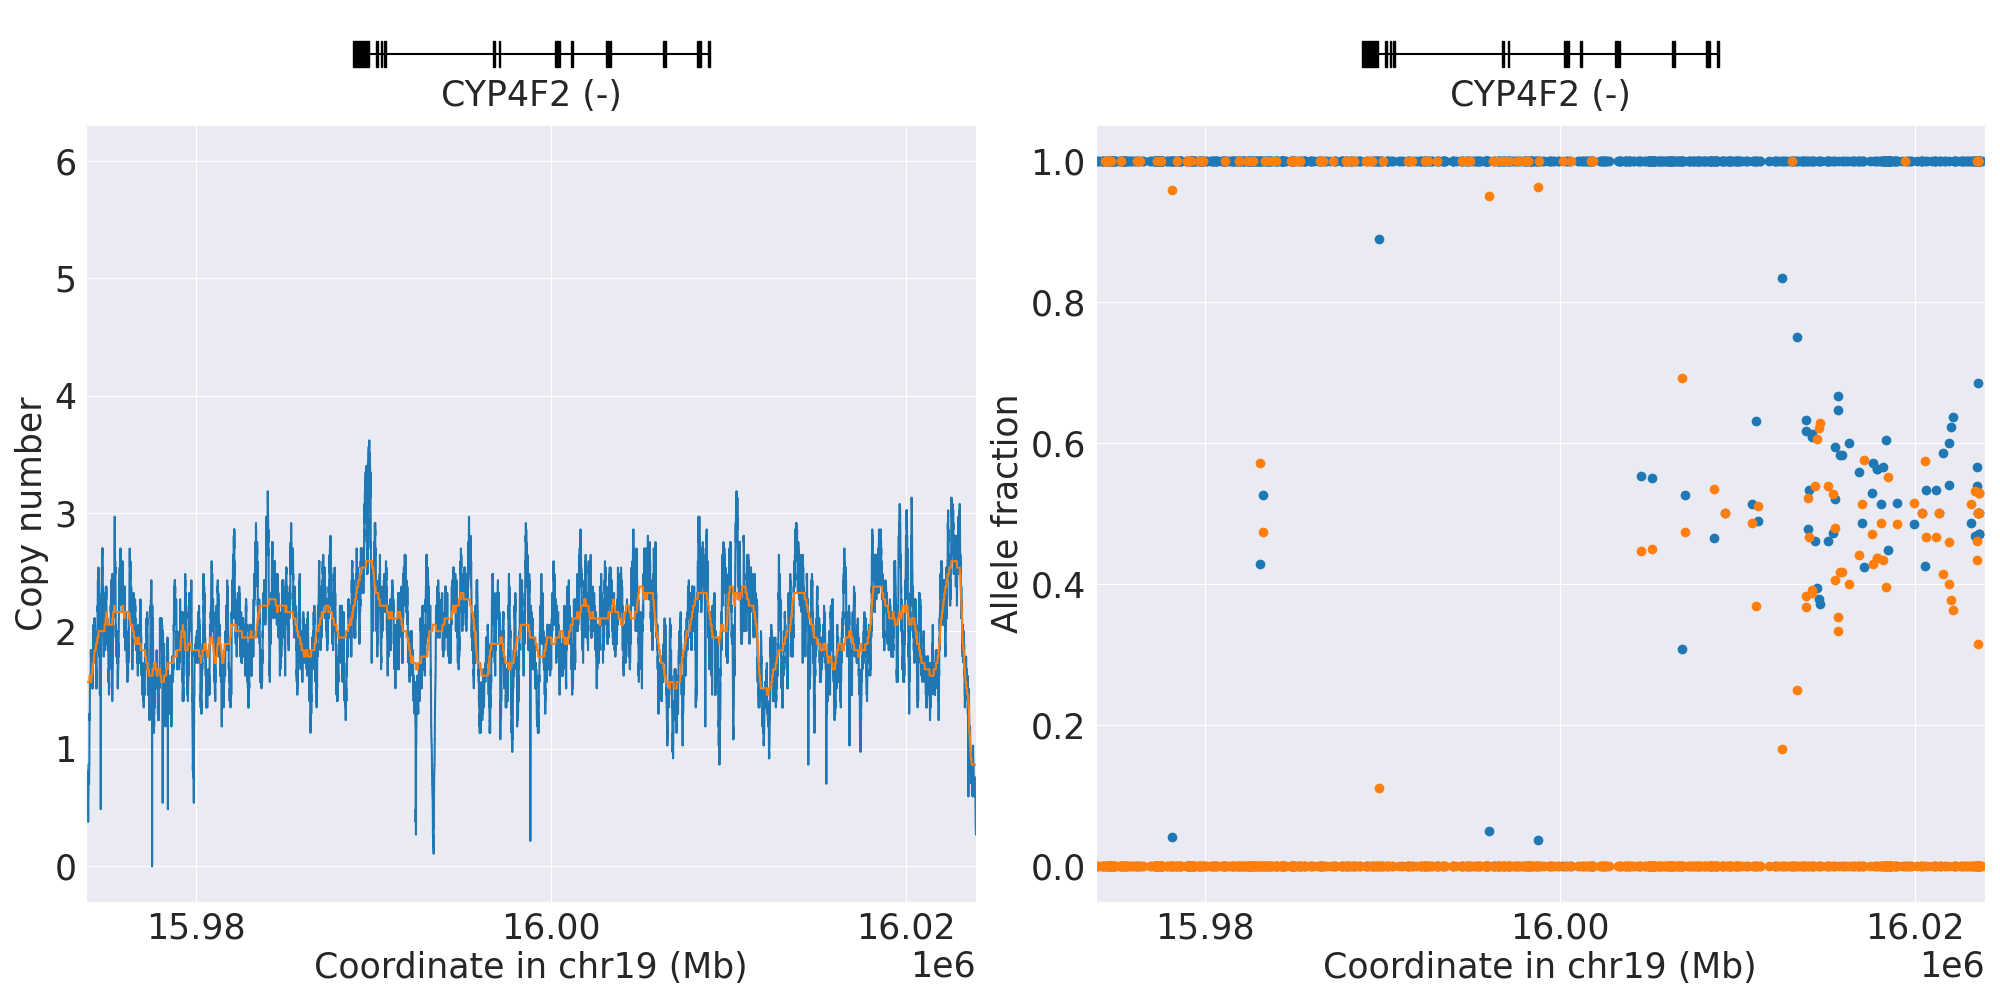 CYP4F2 (-)
6
5
4
3
2
1
0
Copy number
15.98
16.00
16.02
Coordinate in chr19 (Mb)
1e6
CYP4F2 (-)
1.0
0.8
0.6
0.4
0.2
0.0
Allele fraction
15.98
16.00
16.02
Coordinate in chr19 (Mb)
1e6